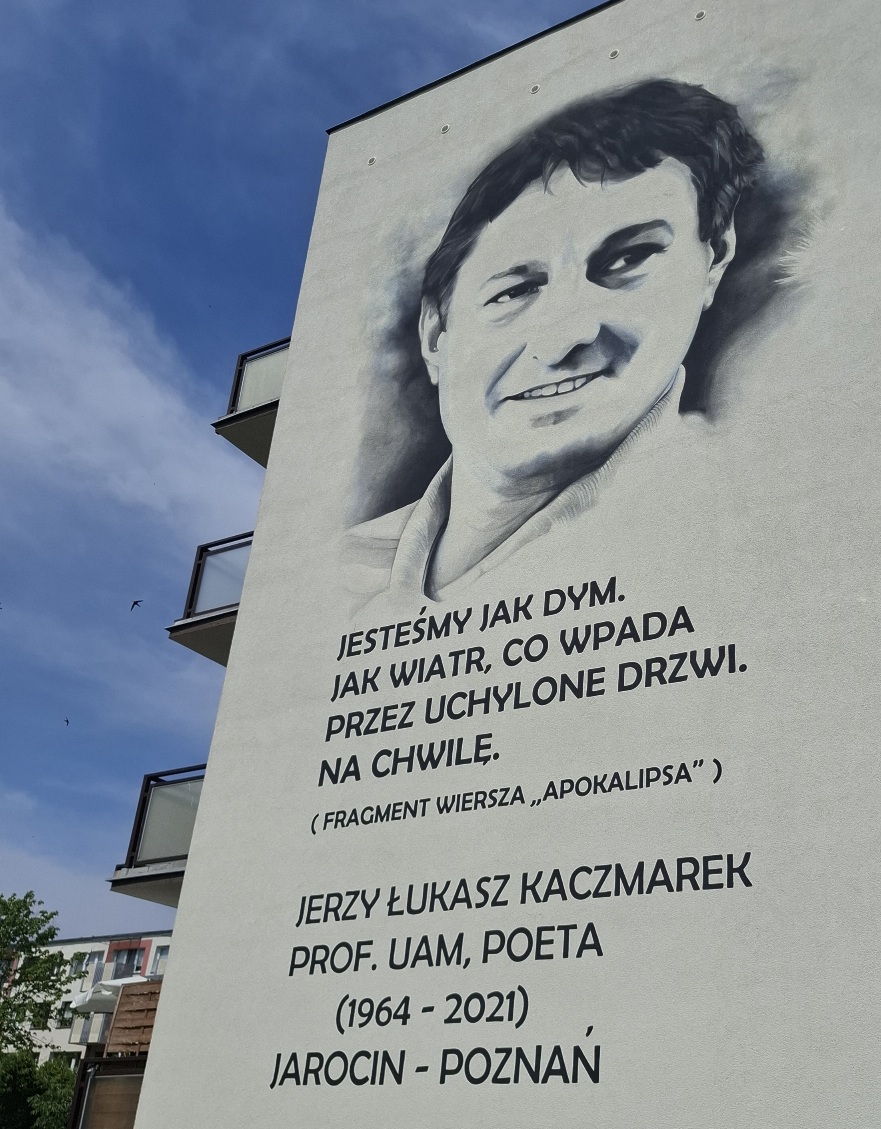 JESTEŚMY JAK DYM.
JAK WIATR, CO WPADA
PRZEZ UCHYLONE DRZWI.
NA CHWILĘ.
( FRAGMENT WIERSZA „APOKALIPSA” )
JERZY ŁUKASZ KACZMAREK
PROF. UAM, POETA
(1964 - 2021)
JAROCIN - POZNAŃ